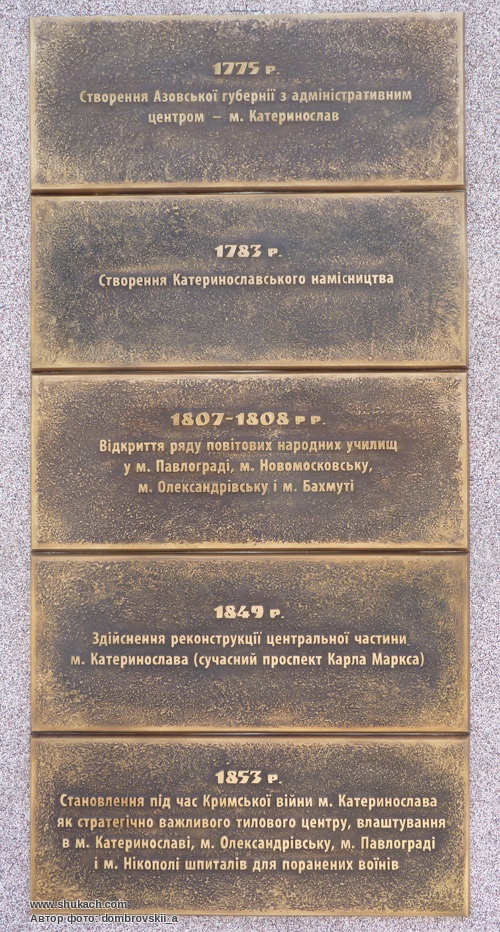 1775 р.
Створення Азовської губернії з адміністративним
центром – м. Катеринослав
1783 р.
Створення Катеринославського намісництва
1807-1808 р р.
Відкриття ряду повітових народних училищ
у м. Павлограді, м. Новомосковську,
м. Олександрівську і м. Бахмуті
1849 р.
Здійснення реконструкції центральної частини
м. Катеринослава (сучасний проспект Карла Маркса)
1853 р.
Становлення під час Кримської війни м. Катеринослава
як стратегічно важливого тилового центру, влаштування
в м. Катеринославі, м. Олександрівську, м. Павлограді
і м. Нікополі шпиталів для поранених воїнів
www.shukach.com
Автор фото: dombrovskii_a